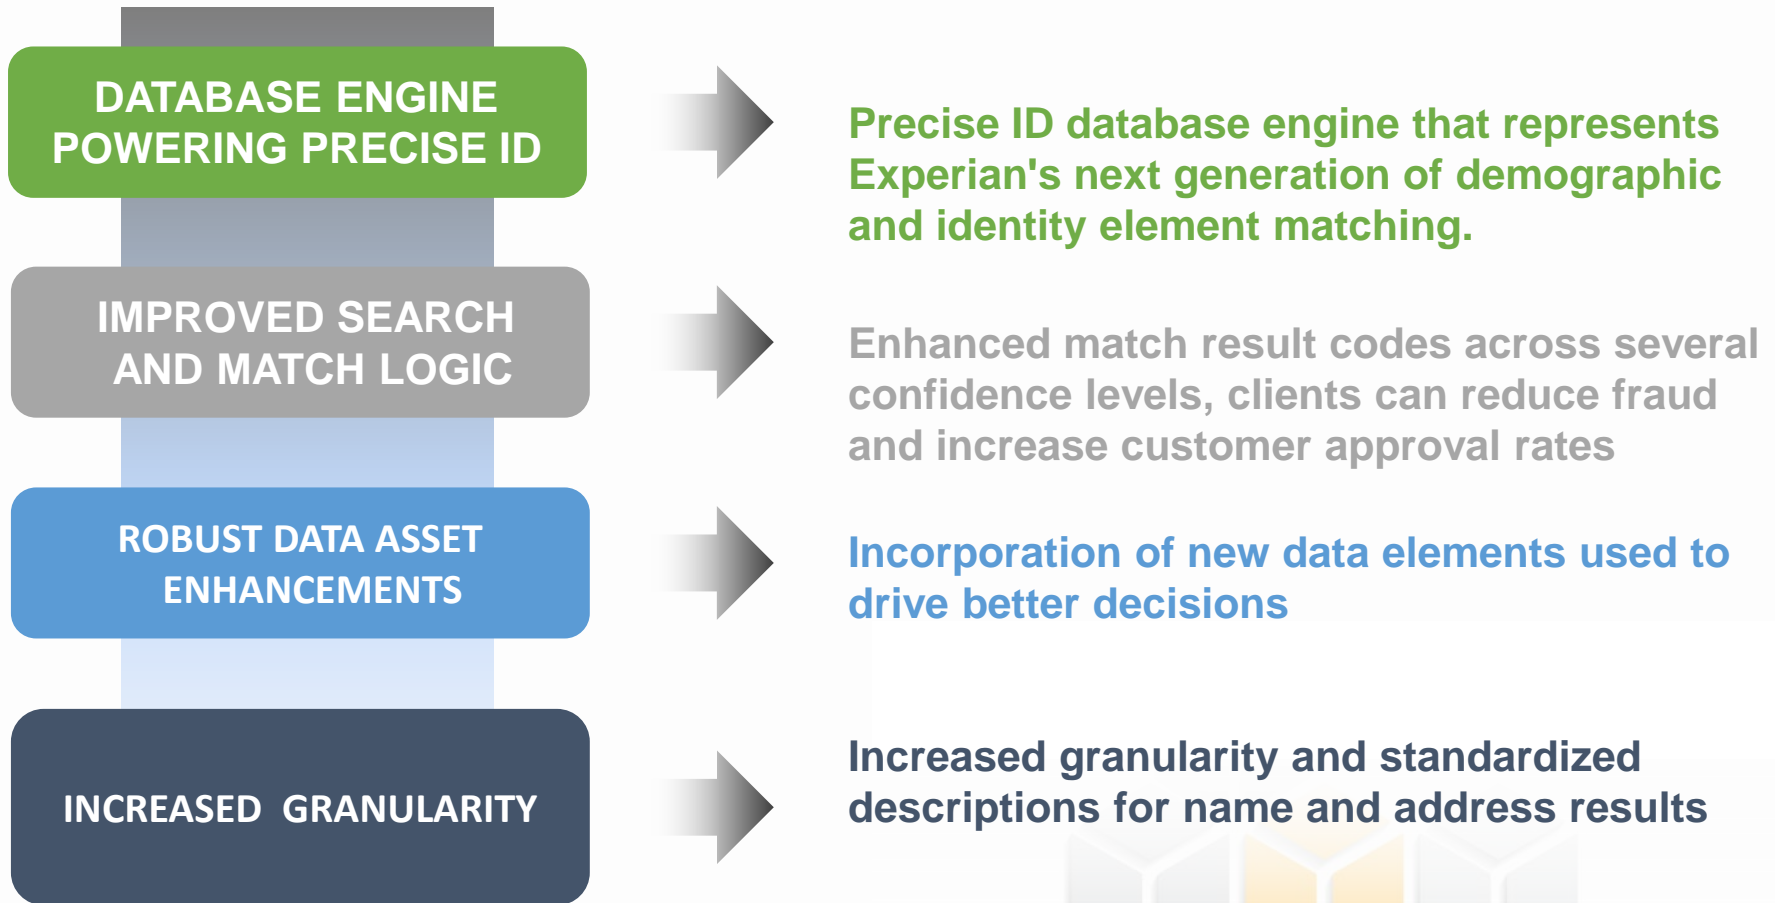 DATABASE ENGINE
POWERING PRECISE ID
Precise ID database engine that represents
Experian's next generation of demographic
and identity element matching.
IMPROVED SEARCH
AND MATCH LOGIC
Enhanced match result codes across several
confidence levels, clients can reduce fraud
and increase customer approval rates
ROBUST DATA ASSET
ENHANCEMENTS
Incorporation of new data elements used to
drive better decisions
INCREASED  GRANULARITY
Increased granularity and standardized
descriptions for name and address results